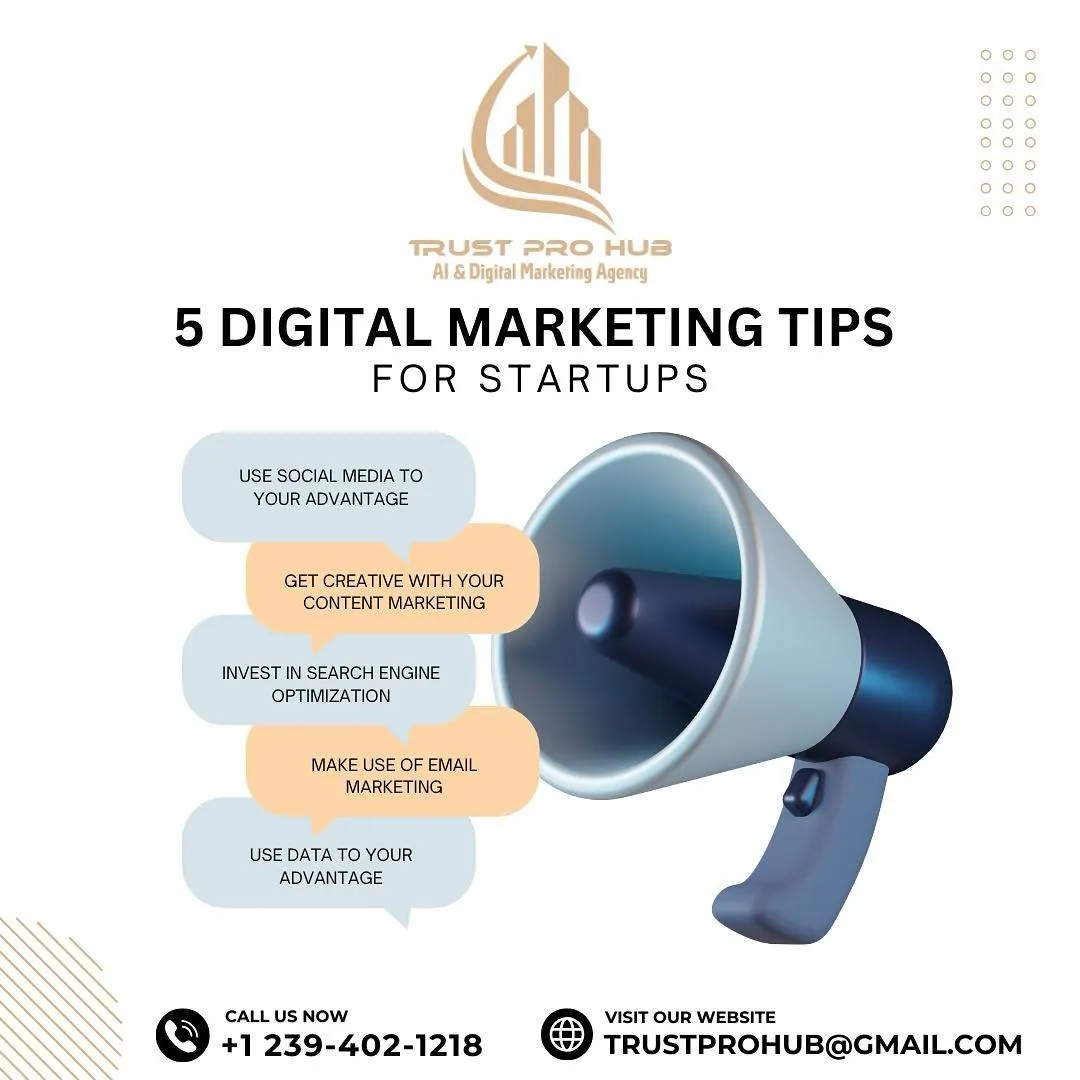 TRUST PRO HUB
AI & Digital Marketing Agency
5 DIGITAL MARKETING TIPS
FOR STARTUPS
USE SOCIAL MEDIA TO
YOUR ADVANTAGE
GET CREATIVE WITH YOUR
CONTENT MARKETING
INVEST IN SEARCH ENGINE
OPTIMIZATION
MAKE USE OF EMAIL
MARKETING
USE DATA TO YOUR
ADVANTAGE
CALL US NOW
+1 239-402-1218
VISIT OUR WEBSITE
TRUSTPROHUB@GMAIL.COM